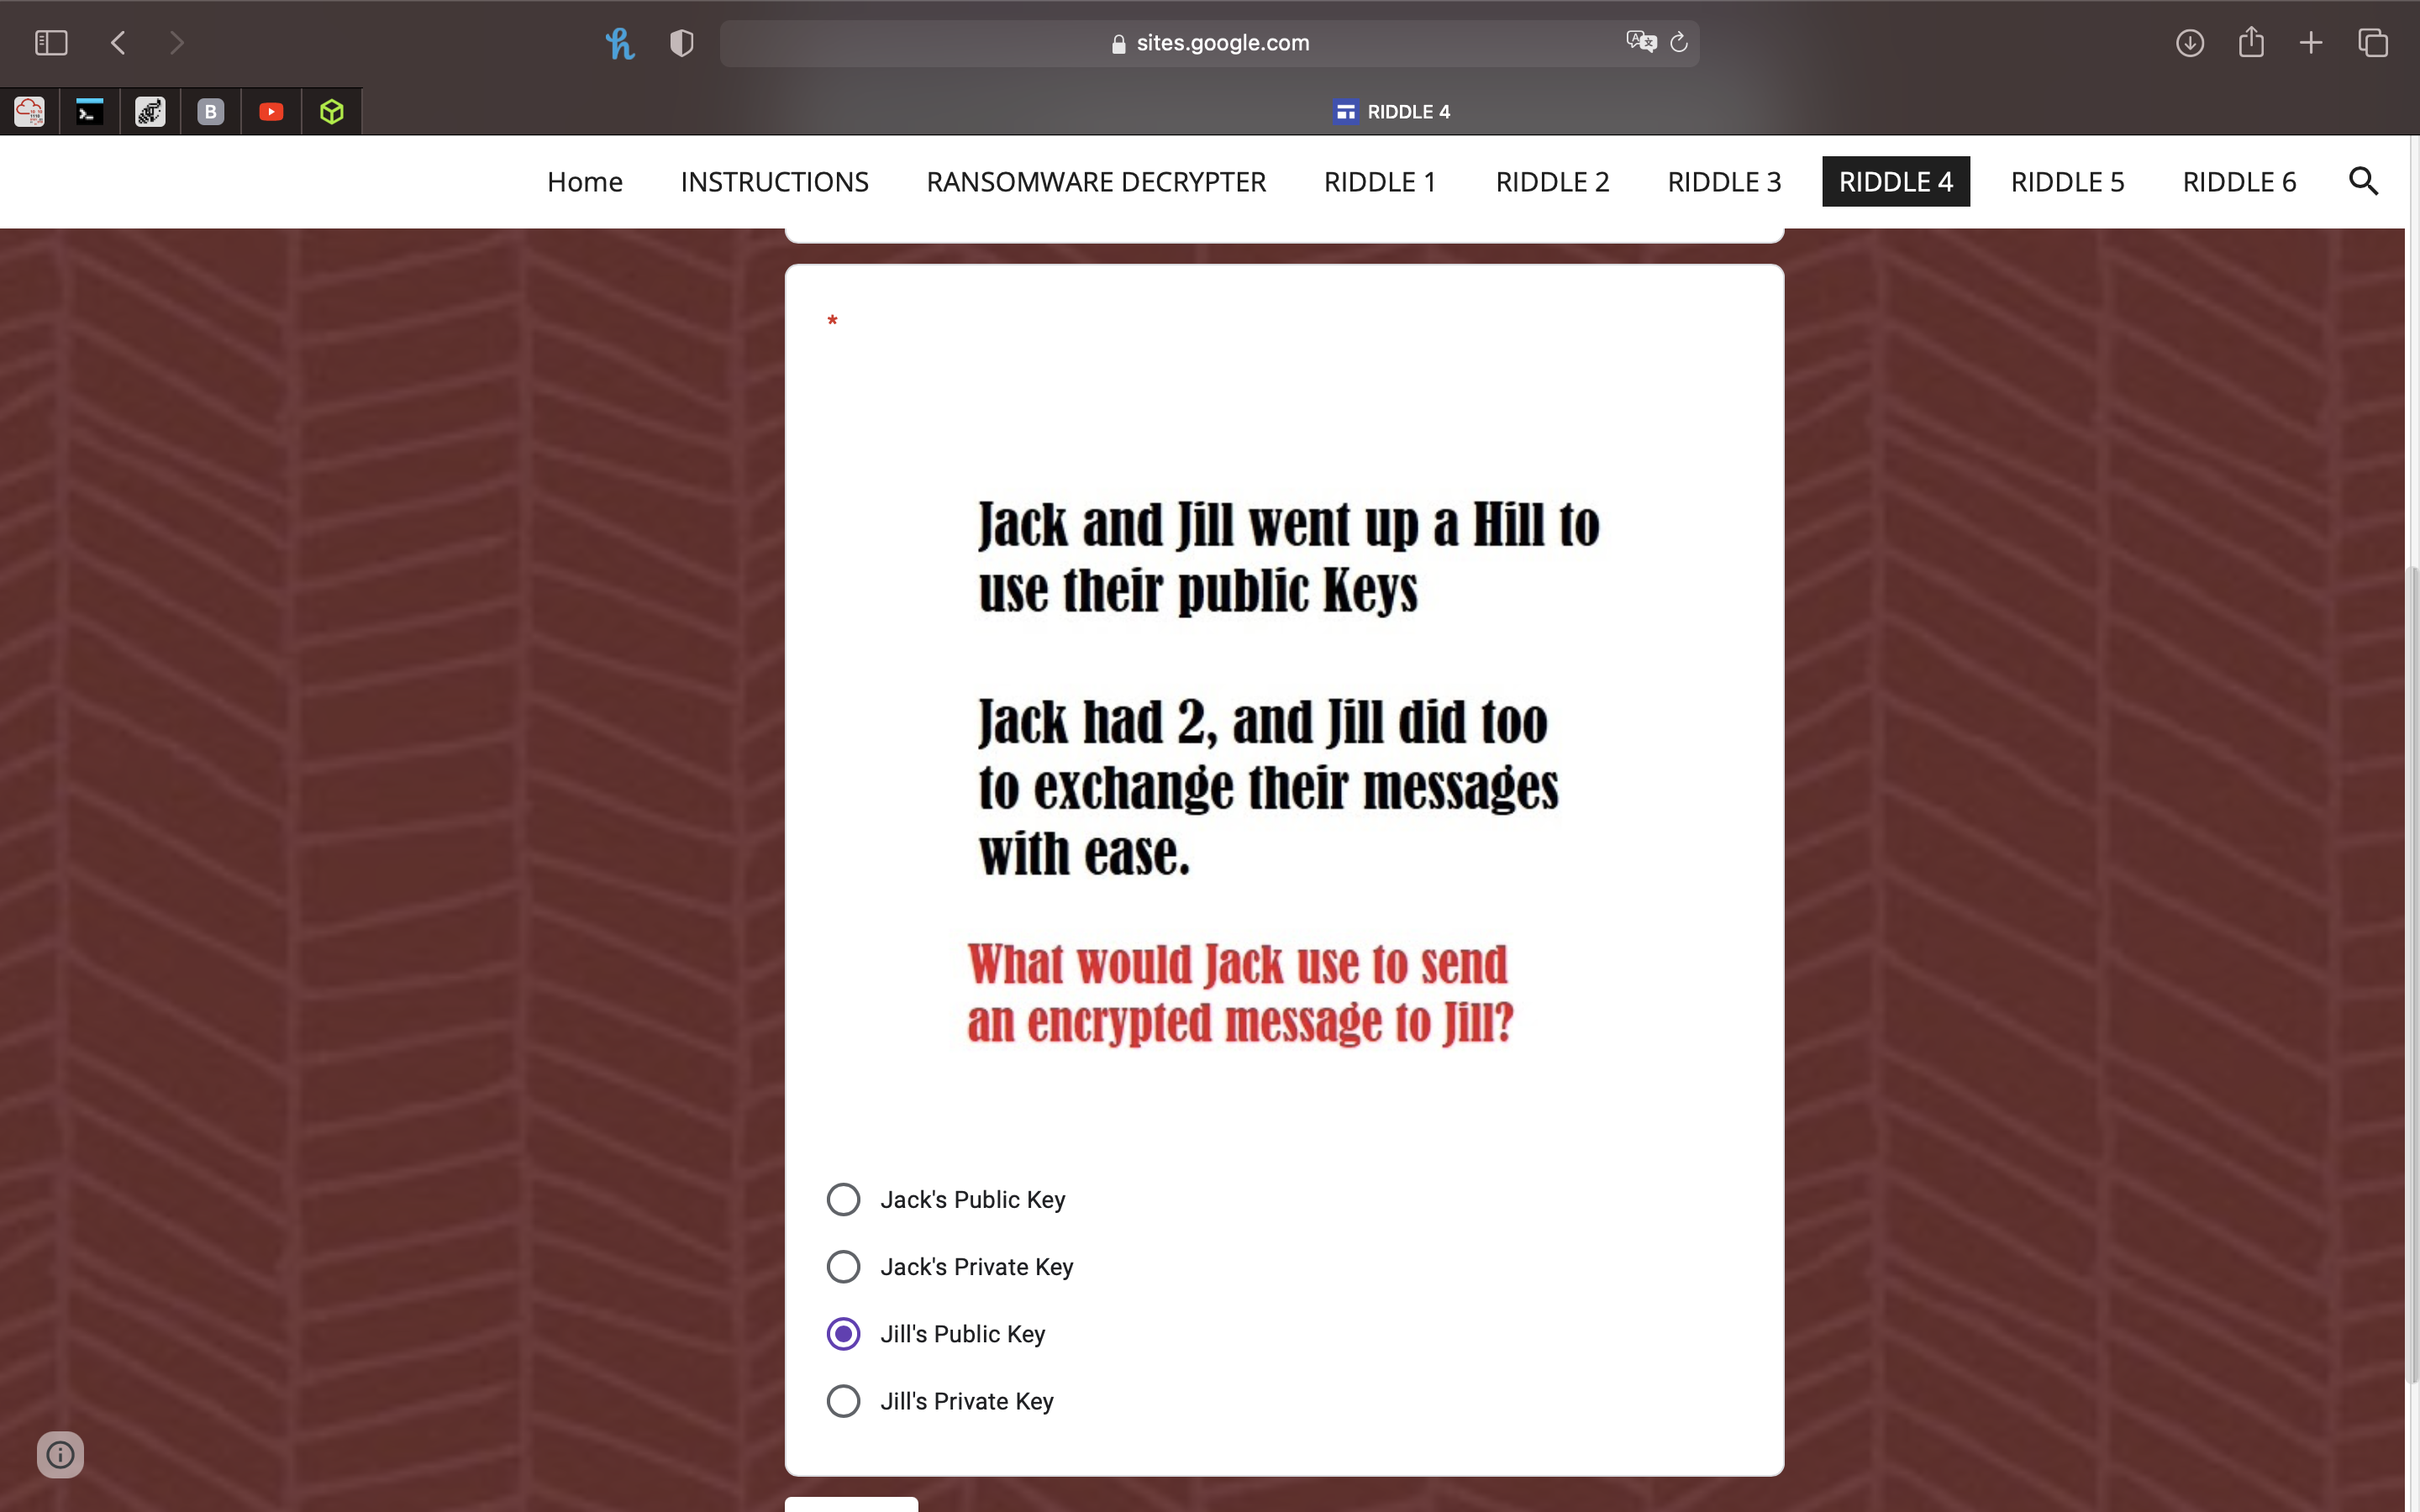 sites.google.com
B
RIDDLE 4
Home INSTRUCTIONS RANSOMWARE DECRYPTER RIDDLE 1 RIDDLE 2 RIDDLE 3 RIDDLE 4 RIDDLE 5 RIDDLE 6
*
Jack and Jill went up a Hill to
use their public Keys
Jack had 2, and Jill did too
to exchange their messages
with ease.
What would Jack use to send
an encrypted message to Jill?
Jack's Public Key
Jack's Private Key
Jill's Public Key
Jill's Private Key